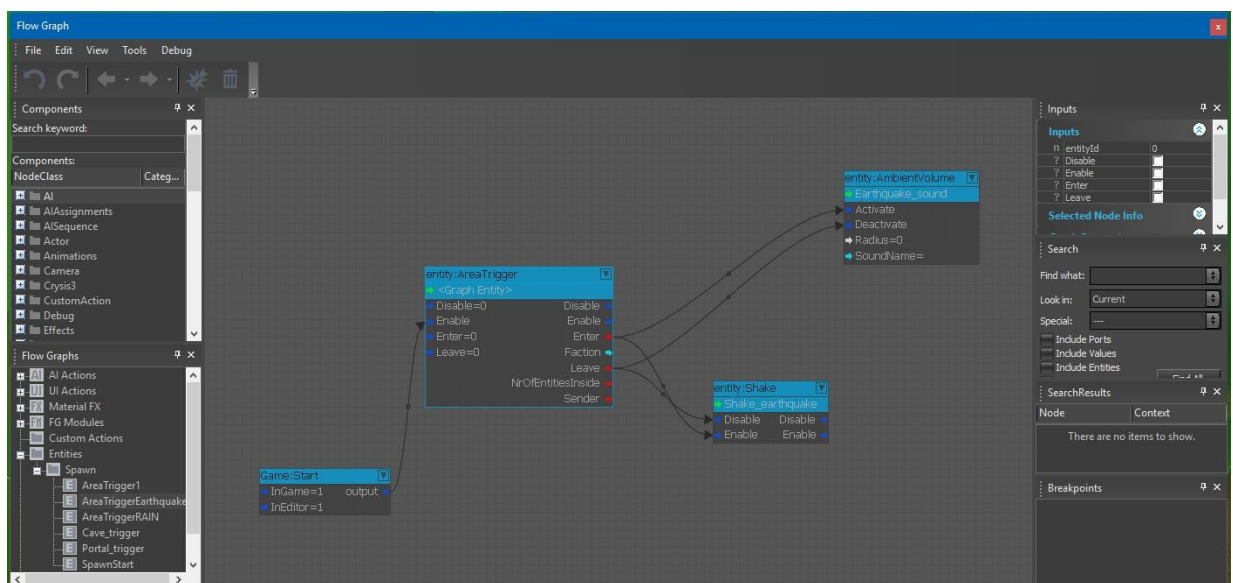 Flow Graph
x
File Edit View Tools Debug
Components
Search keyword:
Components:
NodeClass Categ...
AI
AIAssignments
AISequence
Actor
Animations
Camera
Crysis3
CustomAction
Debug
Effects
Flow Graphs
AI AI Actions
UI UI Actions
FX Material FX
FG Modules
Custom Actions
Entities
Spawn
E AreaTrigger1
E AreaTriggerEarthquake
E AreaTriggerRAIN
E Cave_trigger
E Portal_trigger
E SpawnStart
entity:AmbientVolume
Earthquake_sound
Activate
Deactivate
Radius=0
SoundName=
entity:AreaTrigger
<Graph Entity>
Disable=0 Disable
Enable Enable
Enter=0 Enter
Leave=0 Faction
Leave
NrOfEntitiesInside
Sender
entity:Shake
Shake_earthquake
Disable Disable
Enable Enable
Game:Start
InGame=1 output
InEditor=1
Inputs
Inputs
n entityId 0
? Disable
? Enable
? Enter
? Leave
Selected Node Info
Search
Find what:
Look in: Current
Special: ---
Include Ports
Include Values
Include Entities
SearchResults
Node Context
There are no items to show.
Breakpoints